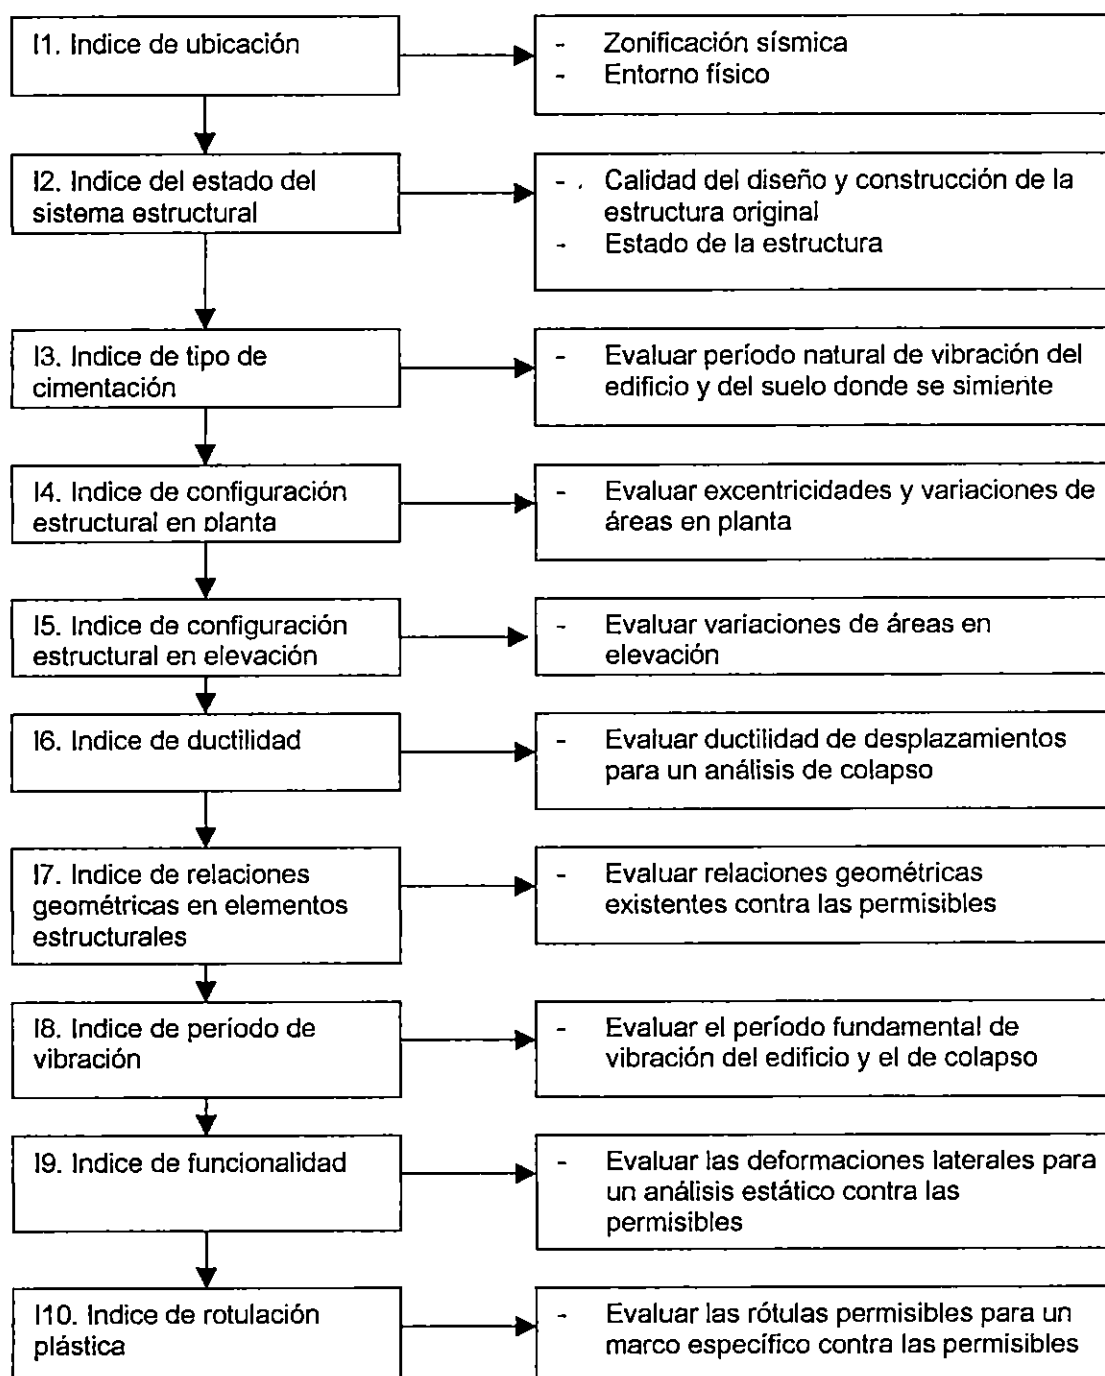 I1. Indice de ubicación
- Zonificación sísmica
- Entorno físico
I2. Indice del estado del
sistema estructural
- Calidad del diseño y construcción de la
estructura original
- Estado de la estructura
I3. Indice de tipo de
cimentación
- Evaluar período natural de vibración del
edificio y del suelo donde se simiente
I4. Indice de configuración
estructural en planta
- Evaluar excentricidades y variaciones de
áreas en planta
I5. Indice de configuración
estructural en elevación
- Evaluar variaciones de áreas en
elevación
I6. Indice de ductilidad
- Evaluar ductilidad de desplazamientos
para un análisis de colapso
I7. Indice de relaciones
geométricas en elementos
estructurales
- Evaluar relaciones geométricas
existentes contra las permisibles
I8. Indice de período de
vibración
- Evaluar el período fundamental de
vibración del edificio y el de colapso
I9. Indice de funcionalidad
- Evaluar las deformaciones laterales para
un análisis estático contra las
permisibles
I10. Indice de rotulación
plástica
- Evaluar las rótulas permisibles para un
marco específico contra las permisibles